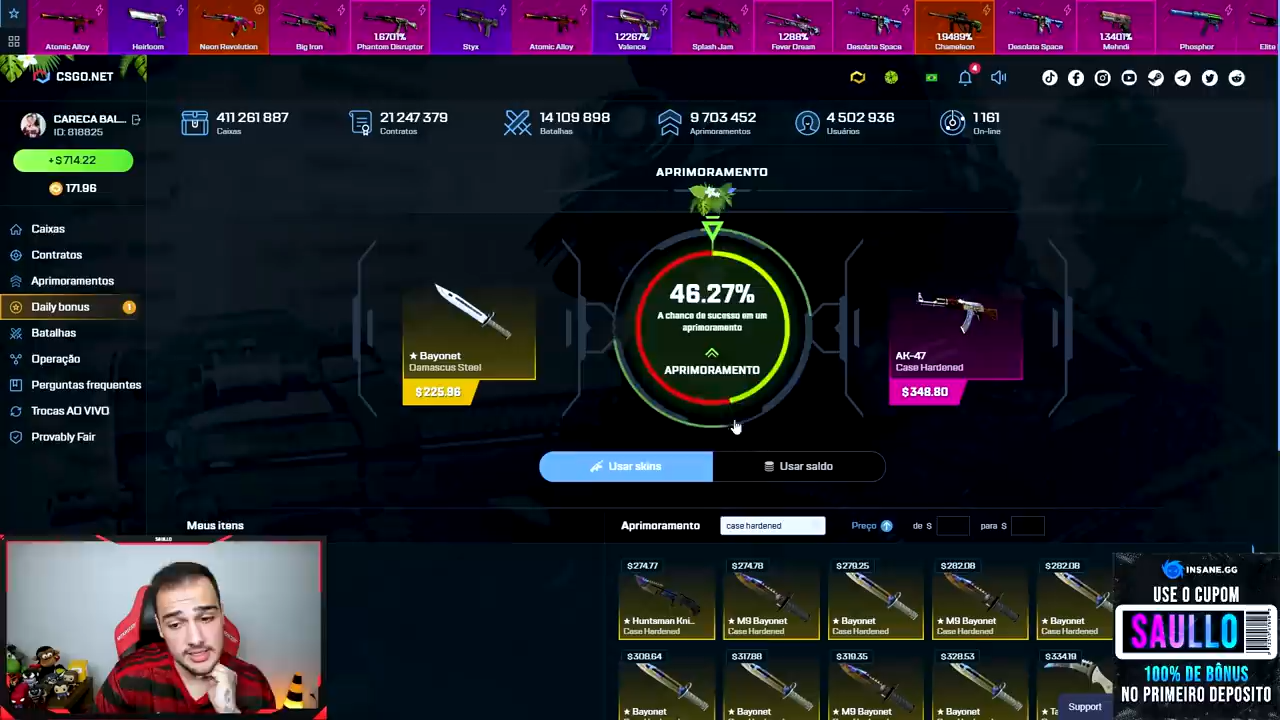 Atomic Alloy
Heirloom
Neon Revolution
Big Iron
1.6701%
Phantom Disruptor
Styx
Atomic Alloy
1.2267%
Valence
Splash Jam
1.288%
Fever Dream
Desolate Space
1.9489%
Chameleon
Desolate Space
1.3401%
Mehndi
Phosphor
Elite
CSGO.NET
4
CARECA BAL...
ID: 818825
+$714.22
171.96
411 261 887
Caixas
21 247 379
Contratos
14 109 898
Batalhas
9 703 452
Aprimoramentos
4 502 936
Usuários
1 161
On-line
Caixas
Contratos
Aprimoramentos
Daily bonus 1
Batalhas
Operação
Perguntas frequentes
Trocas AO VIVO
Provably Fair
APRIMORAMENTO
46.27%
A chance de sucesso em um
aprimoramento
APRIMORAMENTO
★ Bayonet
Damascus Steel
$225.96
AK-47
Case Hardened
$348.80
Usar skins
Usar saldo
Meus itens
Aprimoramento
case hardened
Preço
de $
para $
$274.77
★ Huntsman Kni...
Case Hardened
$274.78
★ M9 Bayonet
Case Hardened
$279.25
★ Bayonet
Case Hardened
$282.08
★ M9 Bayonet
Case Hardened
$282.08
★ Bayonet
Case Hardened
$308.64
★ Bayonet
$317.88
★ Bayonet
$319.35
★ M9 Bayonet
$328.53
★ Bayonet
$334.19
SAULLO
INSANE.GG
USE O CUPOM
SAULLO
100% DE BÔNUS
NO PRIMEIRO DEPOSITO
Support